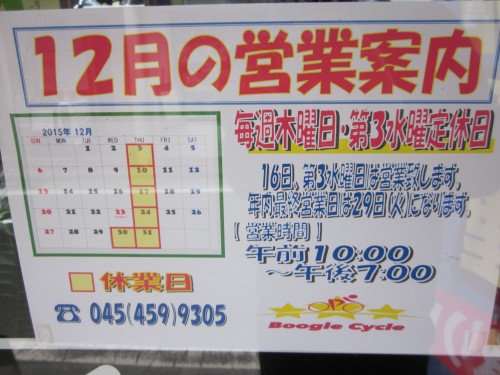 12月の営業案内
毎週木曜日・第3水曜定休日
2015年 12月
SUN MON TUE WED THU FRI SAT
1 2 3 4 5
6 7 8 9 10 11 12
13 14 15 16 17 18 19
20 21 22 23 24 25 26
27 28 29 30 31
16日、第3水曜日は営業致します。
年内最終営業日は29日(火)になります。
[ 営業時間 ]
午前10:00
～午後7:00
休業日
☎ 045(459)9305
Boogie Cycle